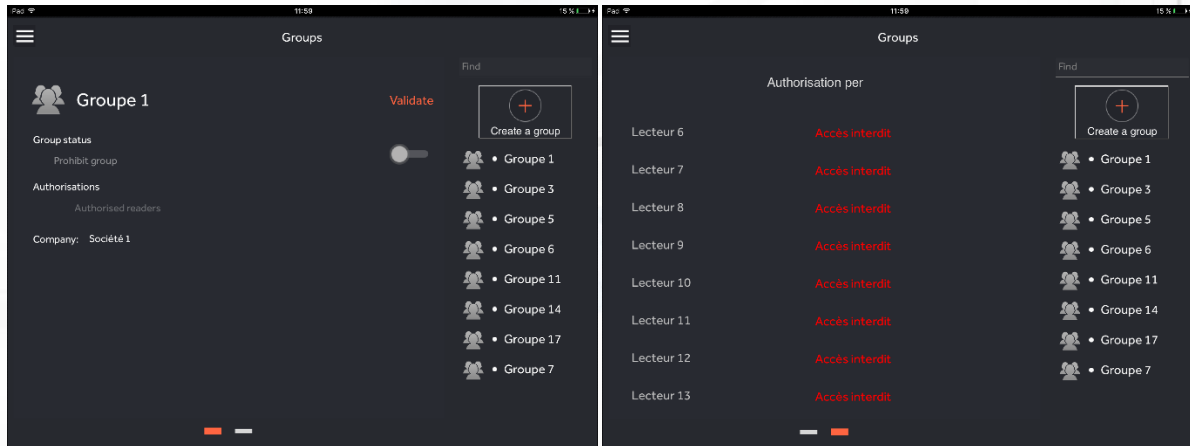 Pad 11:59 15 %
Groups
Find
Groupe 1
Validate
Create a group
Group status
Prohibit group
Authorisations
Authorised readers
Company: Société 1
• Groupe 1
• Groupe 3
• Groupe 5
• Groupe 6
• Groupe 11
• Groupe 14
• Groupe 17
• Groupe 7
Pad 11:59 15 %
Groups
Find
Authorisation per
Create a group
Lecteur 6 Accès interdit
Lecteur 7 Accès interdit
Lecteur 8 Accès interdit
Lecteur 9 Accès interdit
Lecteur 10 Accès interdit
Lecteur 11 Accès interdit
Lecteur 12 Accès interdit
Lecteur 13 Accès interdit
• Groupe 1
• Groupe 3
• Groupe 5
• Groupe 6
• Groupe 11
• Groupe 14
• Groupe 17
• Groupe 7